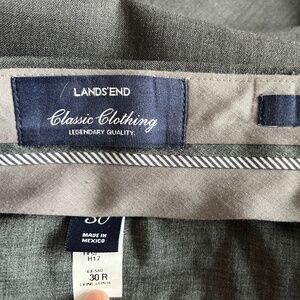 LANDS'END
Classic Clothing
LEGENDARY QUALITY.
30
MADE IN
MEXICO
H17
30 R